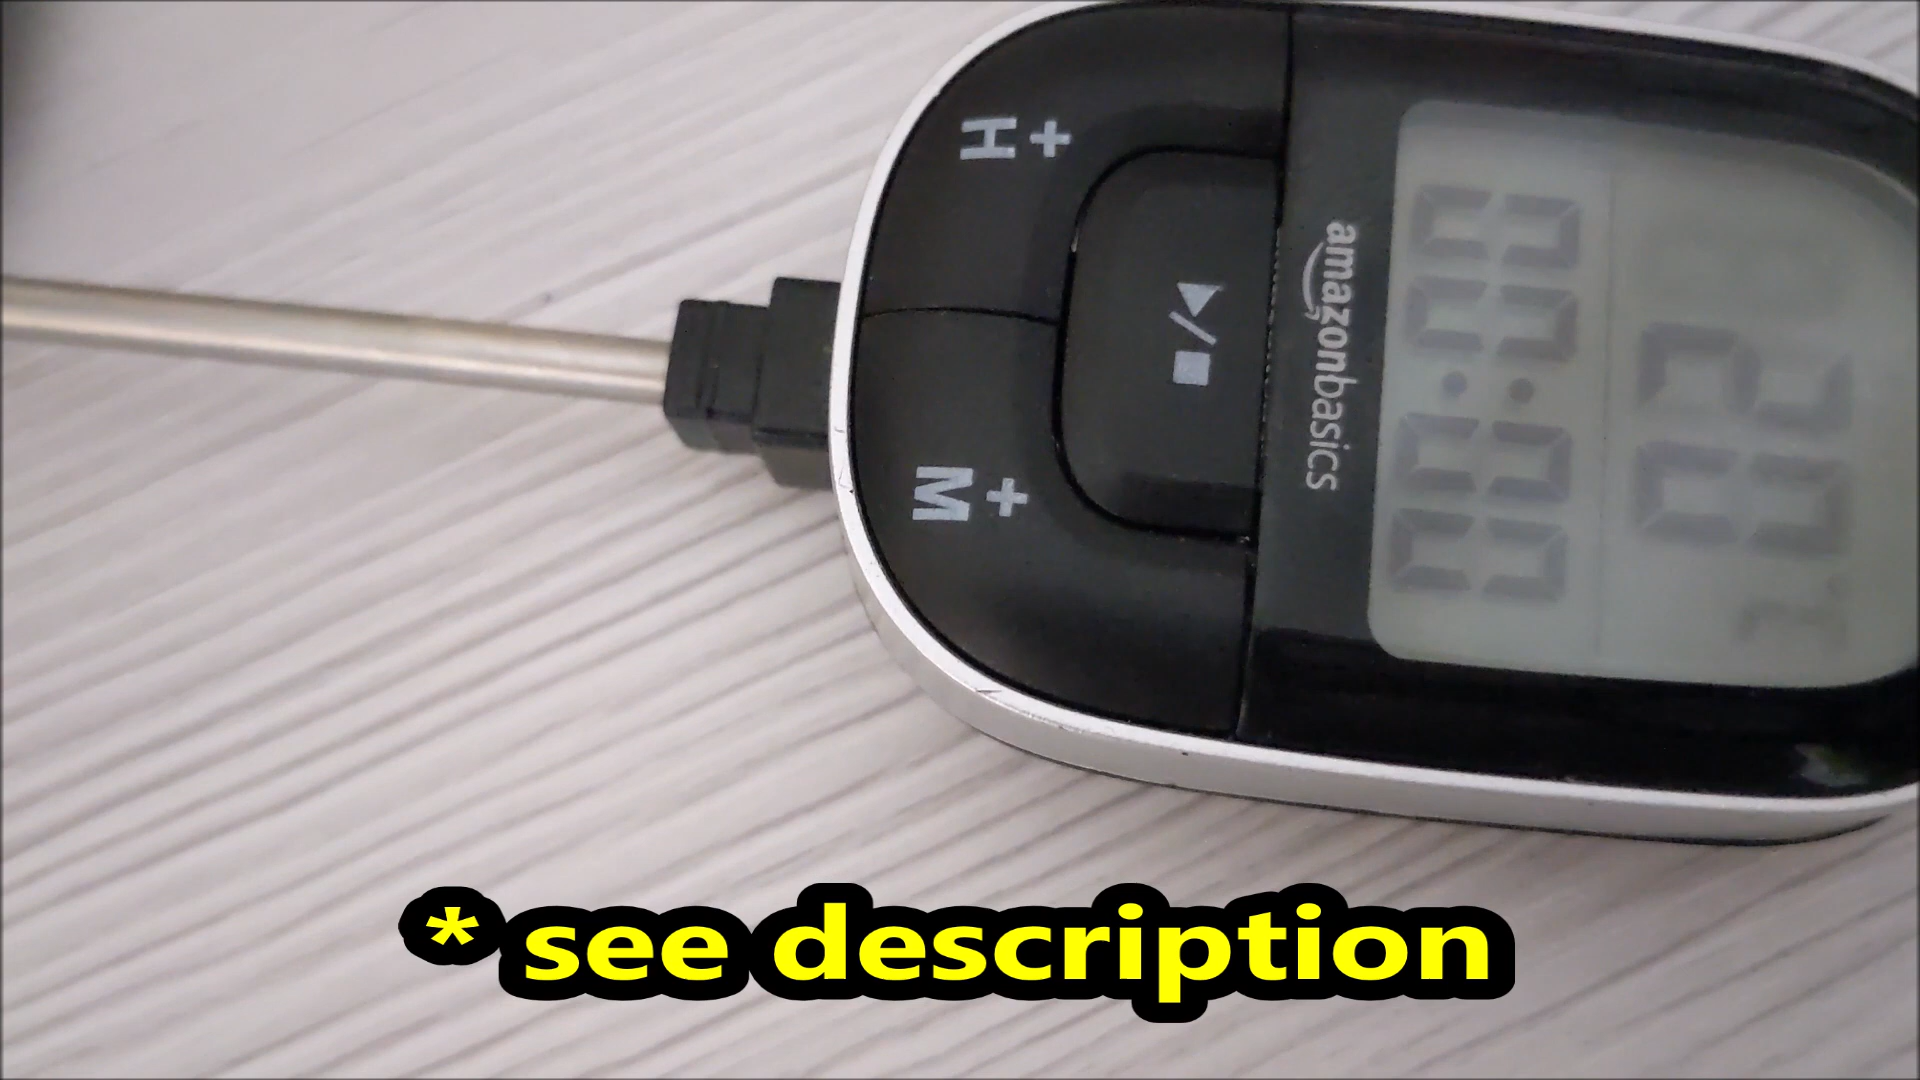 +
H
+
M
▶/■
amazonbasics
00:00
20 °C
* see description